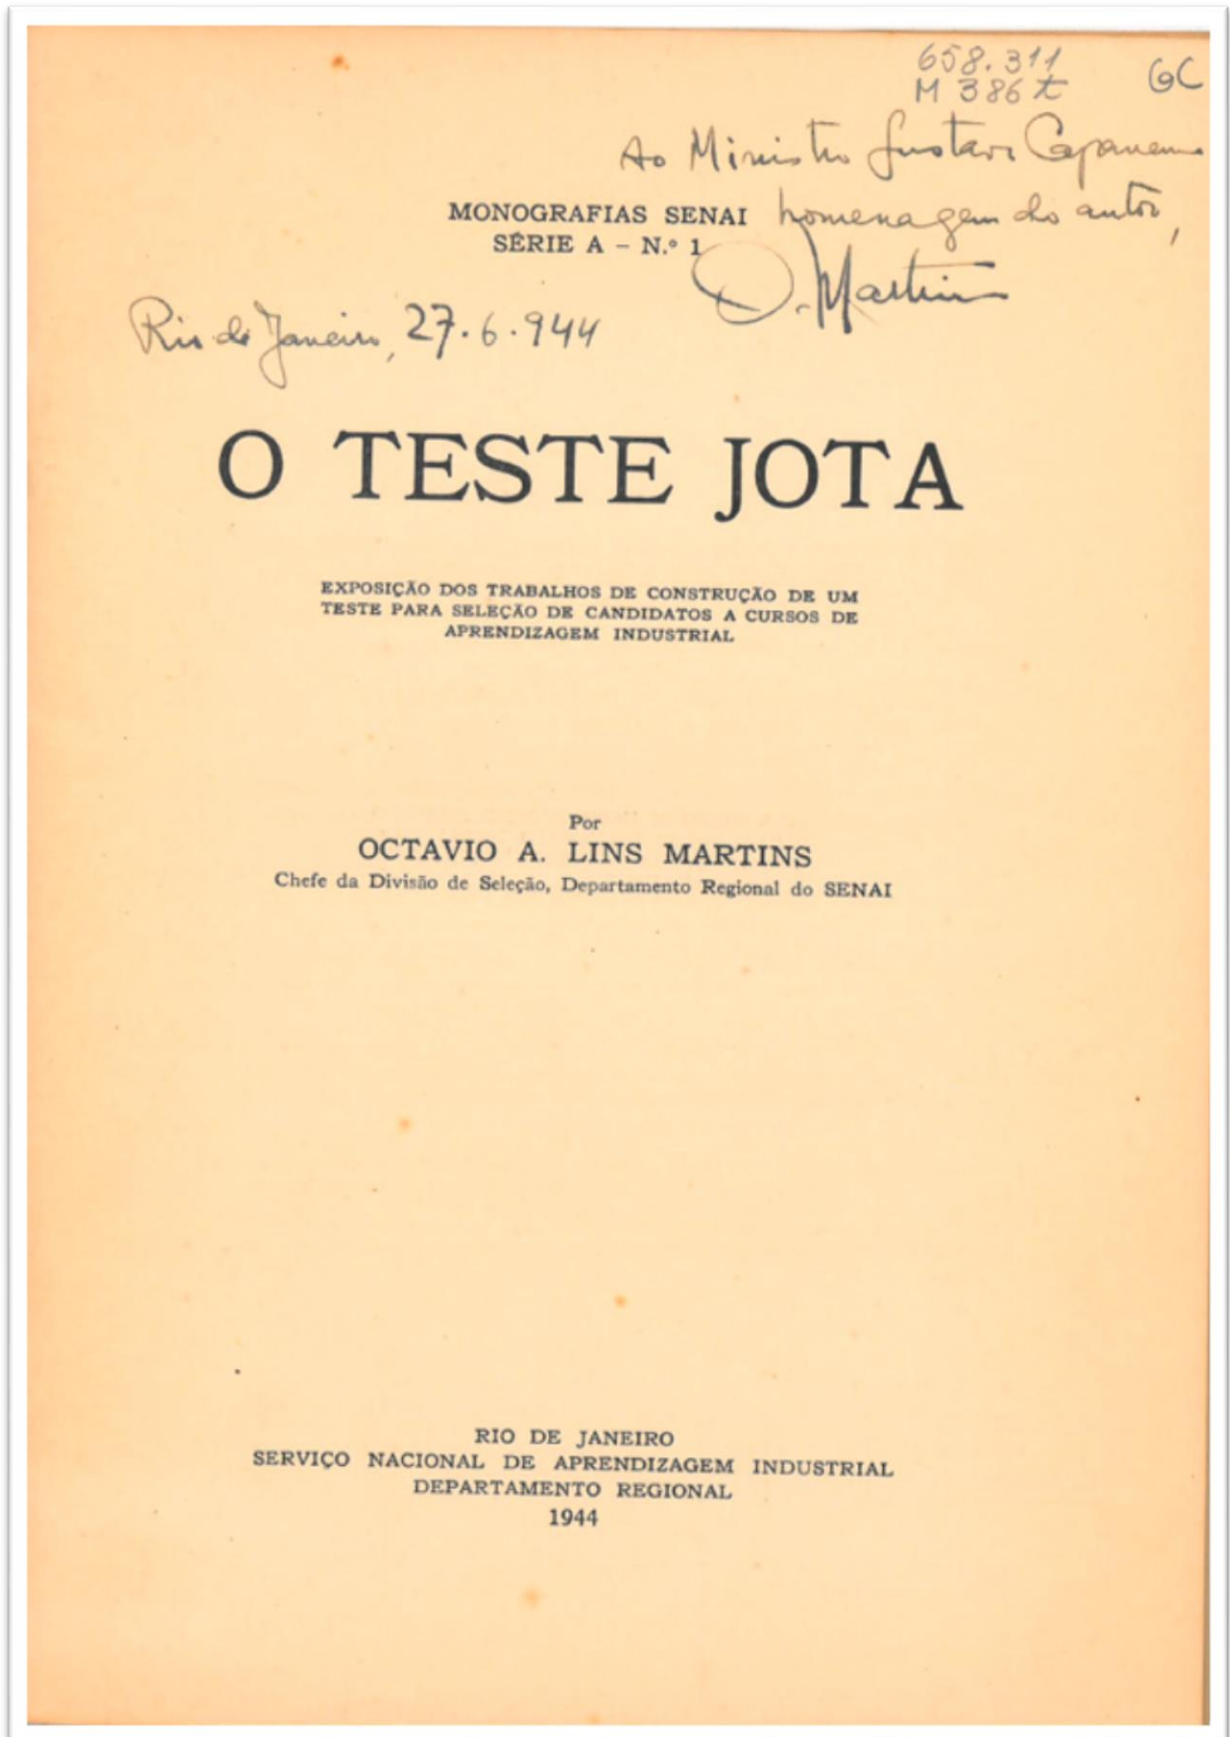 658.311
M 386 t
GC
Ao Ministro Gustavo Capanema
homenagem do autor,
O. Martins
MONOGRAFIAS SENAI
SÉRIE A – N.º 1
Rio de Janeiro, 27.6.944
O TESTE JOTA
EXPOSIÇÃO DOS TRABALHOS DE CONSTRUÇÃO DE UM
TESTE PARA SELEÇÃO DE CANDIDATOS A CURSOS DE
APRENDIZAGEM INDUSTRIAL
Por
OCTAVIO A. LINS MARTINS
Chefe da Divisão de Seleção, Departamento Regional do SENAI
RIO DE JANEIRO
SERVIÇO NACIONAL DE APRENDIZAGEM INDUSTRIAL
DEPARTAMENTO REGIONAL
1944